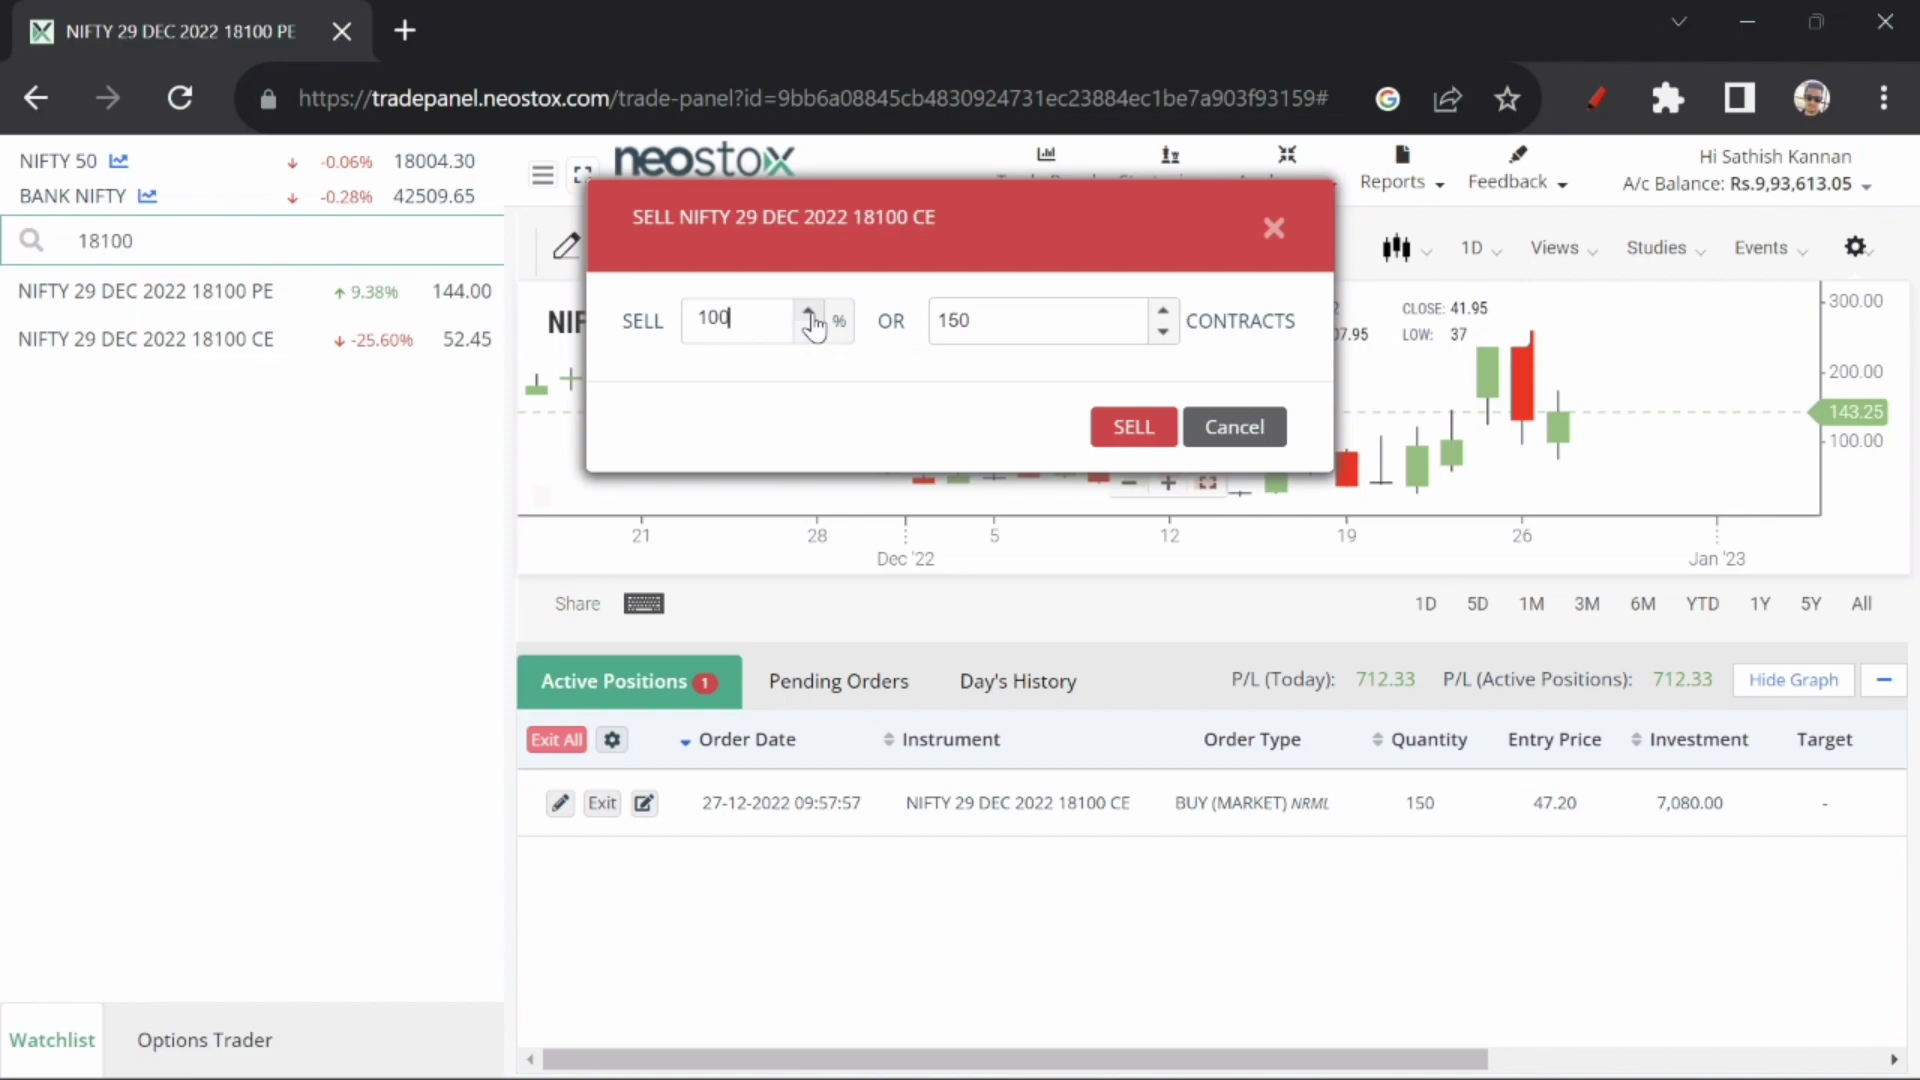 NIFTY 29 DEC 2022 18100 PE
https://tradepanel.neostox.com/trade-panel?id=9bb6a08845cb4830924731ec23884ec1be7a903f93159#
NIFTY 50 -0.06% 18004.30
BANK NIFTY -0.28% 42509.65
18100
NIFTY 29 DEC 2022 18100 PE 9.38% 144.00
NIFTY 29 DEC 2022 18100 CE -25.60% 52.45
neostox
Reports Feedback
Hi Sathish Kannan
A/c Balance: Rs.9,93,613.05
SELL NIFTY 29 DEC 2022 18100 CE
SELL 100 % OR 150 CONTRACTS
SELL Cancel
1D Views Studies Events
NIF
CLOSE: 41.95
07.95 LOW: 37
300.00
200.00
143.25
100.00
21 28 5 12 19 26
Dec '22 Jan '23
Share 1D 5D 1M 3M 6M YTD 1Y 5Y All
Active Positions 1 Pending Orders Day's History P/L (Today): 712.33 P/L (Active Positions): 712.33 Hide Graph
Exit All Order Date Instrument Order Type Quantity Entry Price Investment Target
Exit 27-12-2022 09:57:57 NIFTY 29 DEC 2022 18100 CE BUY (MARKET) NRML 150 47.20 7,080.00 -
Watchlist Options Trader